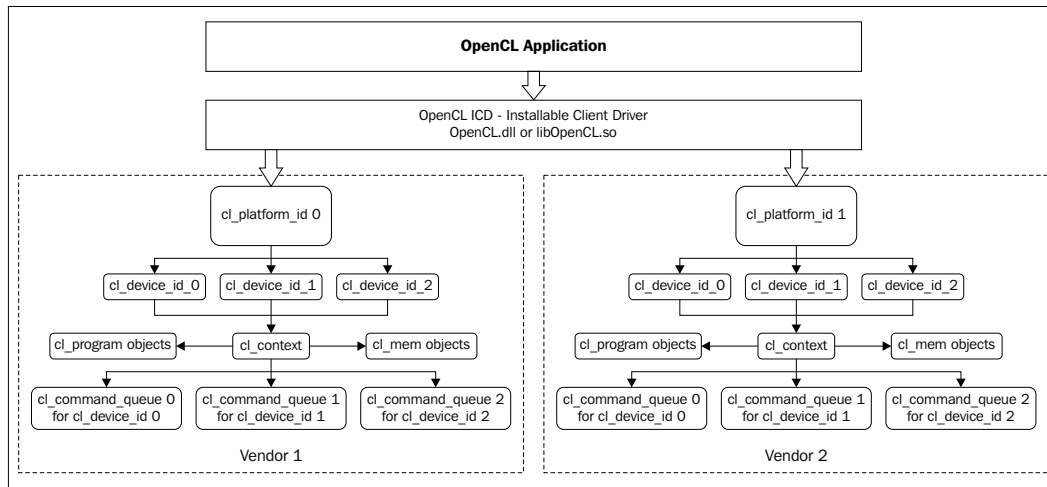 OpenCL Application
OpenCL ICD - Installable Client Driver
OpenCL.dll or libOpenCL.so
cl_platform_id 0
cl_device_id_0
cl_device_id_1
cl_device_id_2
cl_program objects
cl_context
cl_mem objects
cl_command_queue 0
for cl_device_id 0
cl_command_queue 1
for cl_device_id 1
cl_command_queue 2
for cl_device_id 2
Vendor 1
cl_platform_id 1
cl_device_id_0
cl_device_id_1
cl_device_id_2
cl_program objects
cl_context
cl_mem objects
cl_command_queue 0
for cl_device_id 0
cl_command_queue 1
for cl_device_id 1
cl_command_queue 2
for cl_device_id 2
Vendor 2